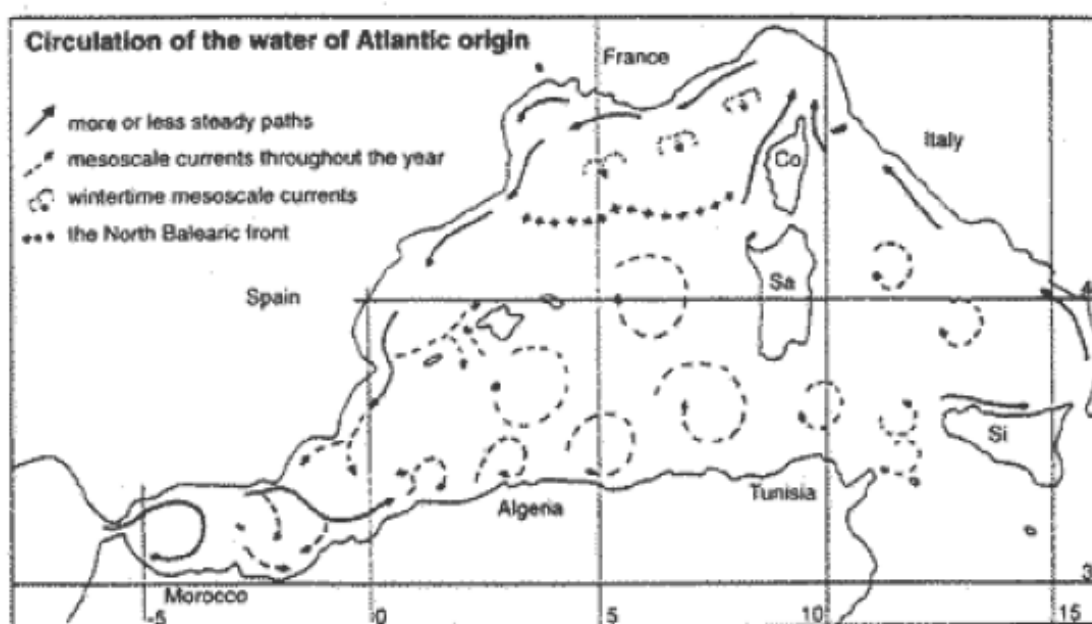 Circulation of the water of Atlantic origin
France
more or less steady paths
Italy
mesoscale currents throughout the year
Co
wintertime mesoscale currents
the North Balearic front
Spain
Sa
4
Si
Algeria
Tunisia
3
Morocco
-5
0
5
10
15